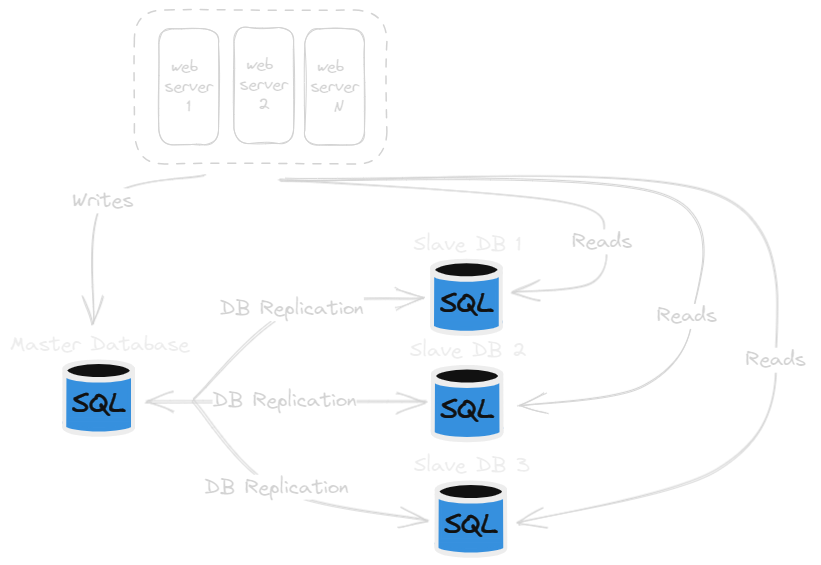 web
server
1
web
server
2
web
server
N
Writes
Slave DB 1
Reads
SQL
DB Replication
Reads
Master Database
Slave DB 2
Reads
SQL
DB Replication
SQL
Slave DB 3
DB Replication
SQL